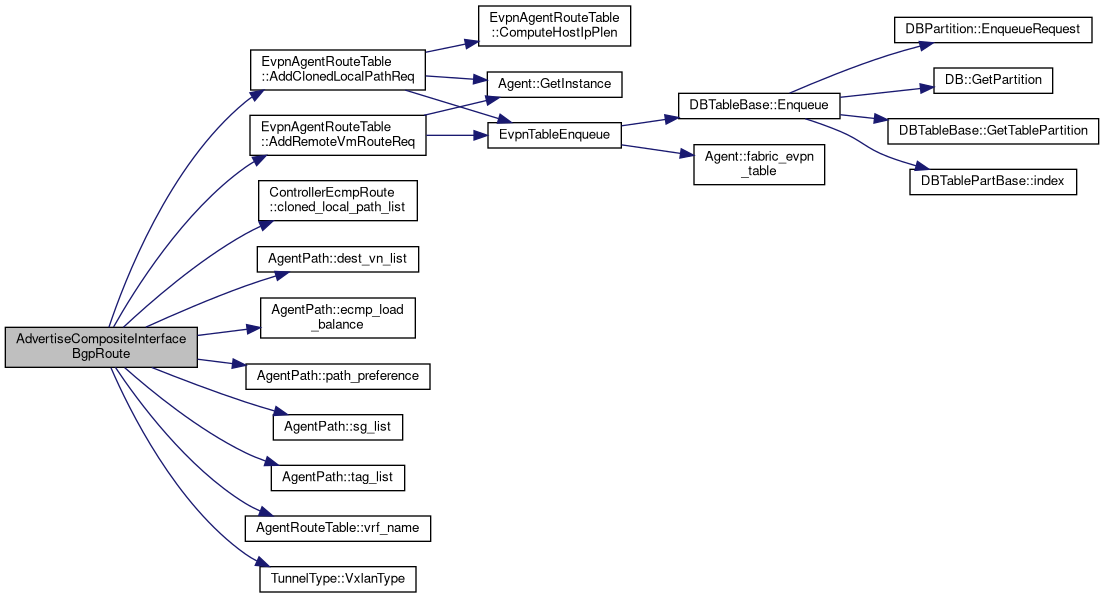 AdvertiseCompositeInterface
BgpRoute
EvpnAgentRouteTable
::AddClonedLocalPathReq
EvpnAgentRouteTable
::ComputeHostIpPlen
Agent::GetInstance
EvpnTableEnqueue
DBTableBase::Enqueue
DBPartition::EnqueueRequest
DB::GetPartition
DBTableBase::GetTablePartition
DBTablePartBase::index
Agent::fabric_evpn
_table
EvpnAgentRouteTable
::AddRemoteVmRouteReq
ControllerEcmpRoute
::cloned_local_path_list
AgentPath::dest_vn_list
AgentPath::ecmp_load
_balance
AgentPath::path_preference
AgentPath::sg_list
AgentPath::tag_list
AgentRouteTable::vrf_name
TunnelType::VxlanType